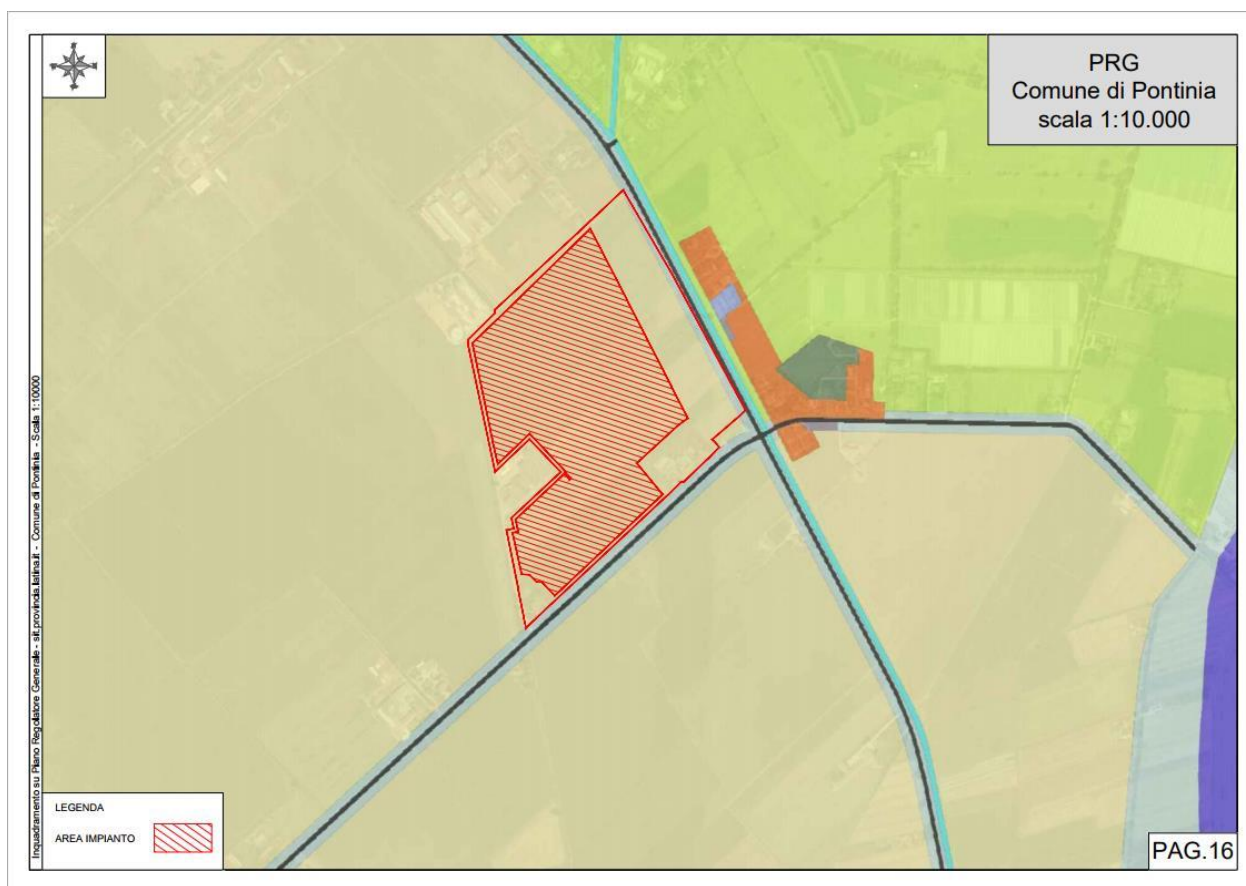 PRG
Comune di Pontinia
scala 1:10.000
Inquadramento su Piano Regolatore Generale - sit.provincia.latina.it - Comune di Pontinia - Scala 1:10000
LEGENDA
AREA IMPIANTO
PAG.16